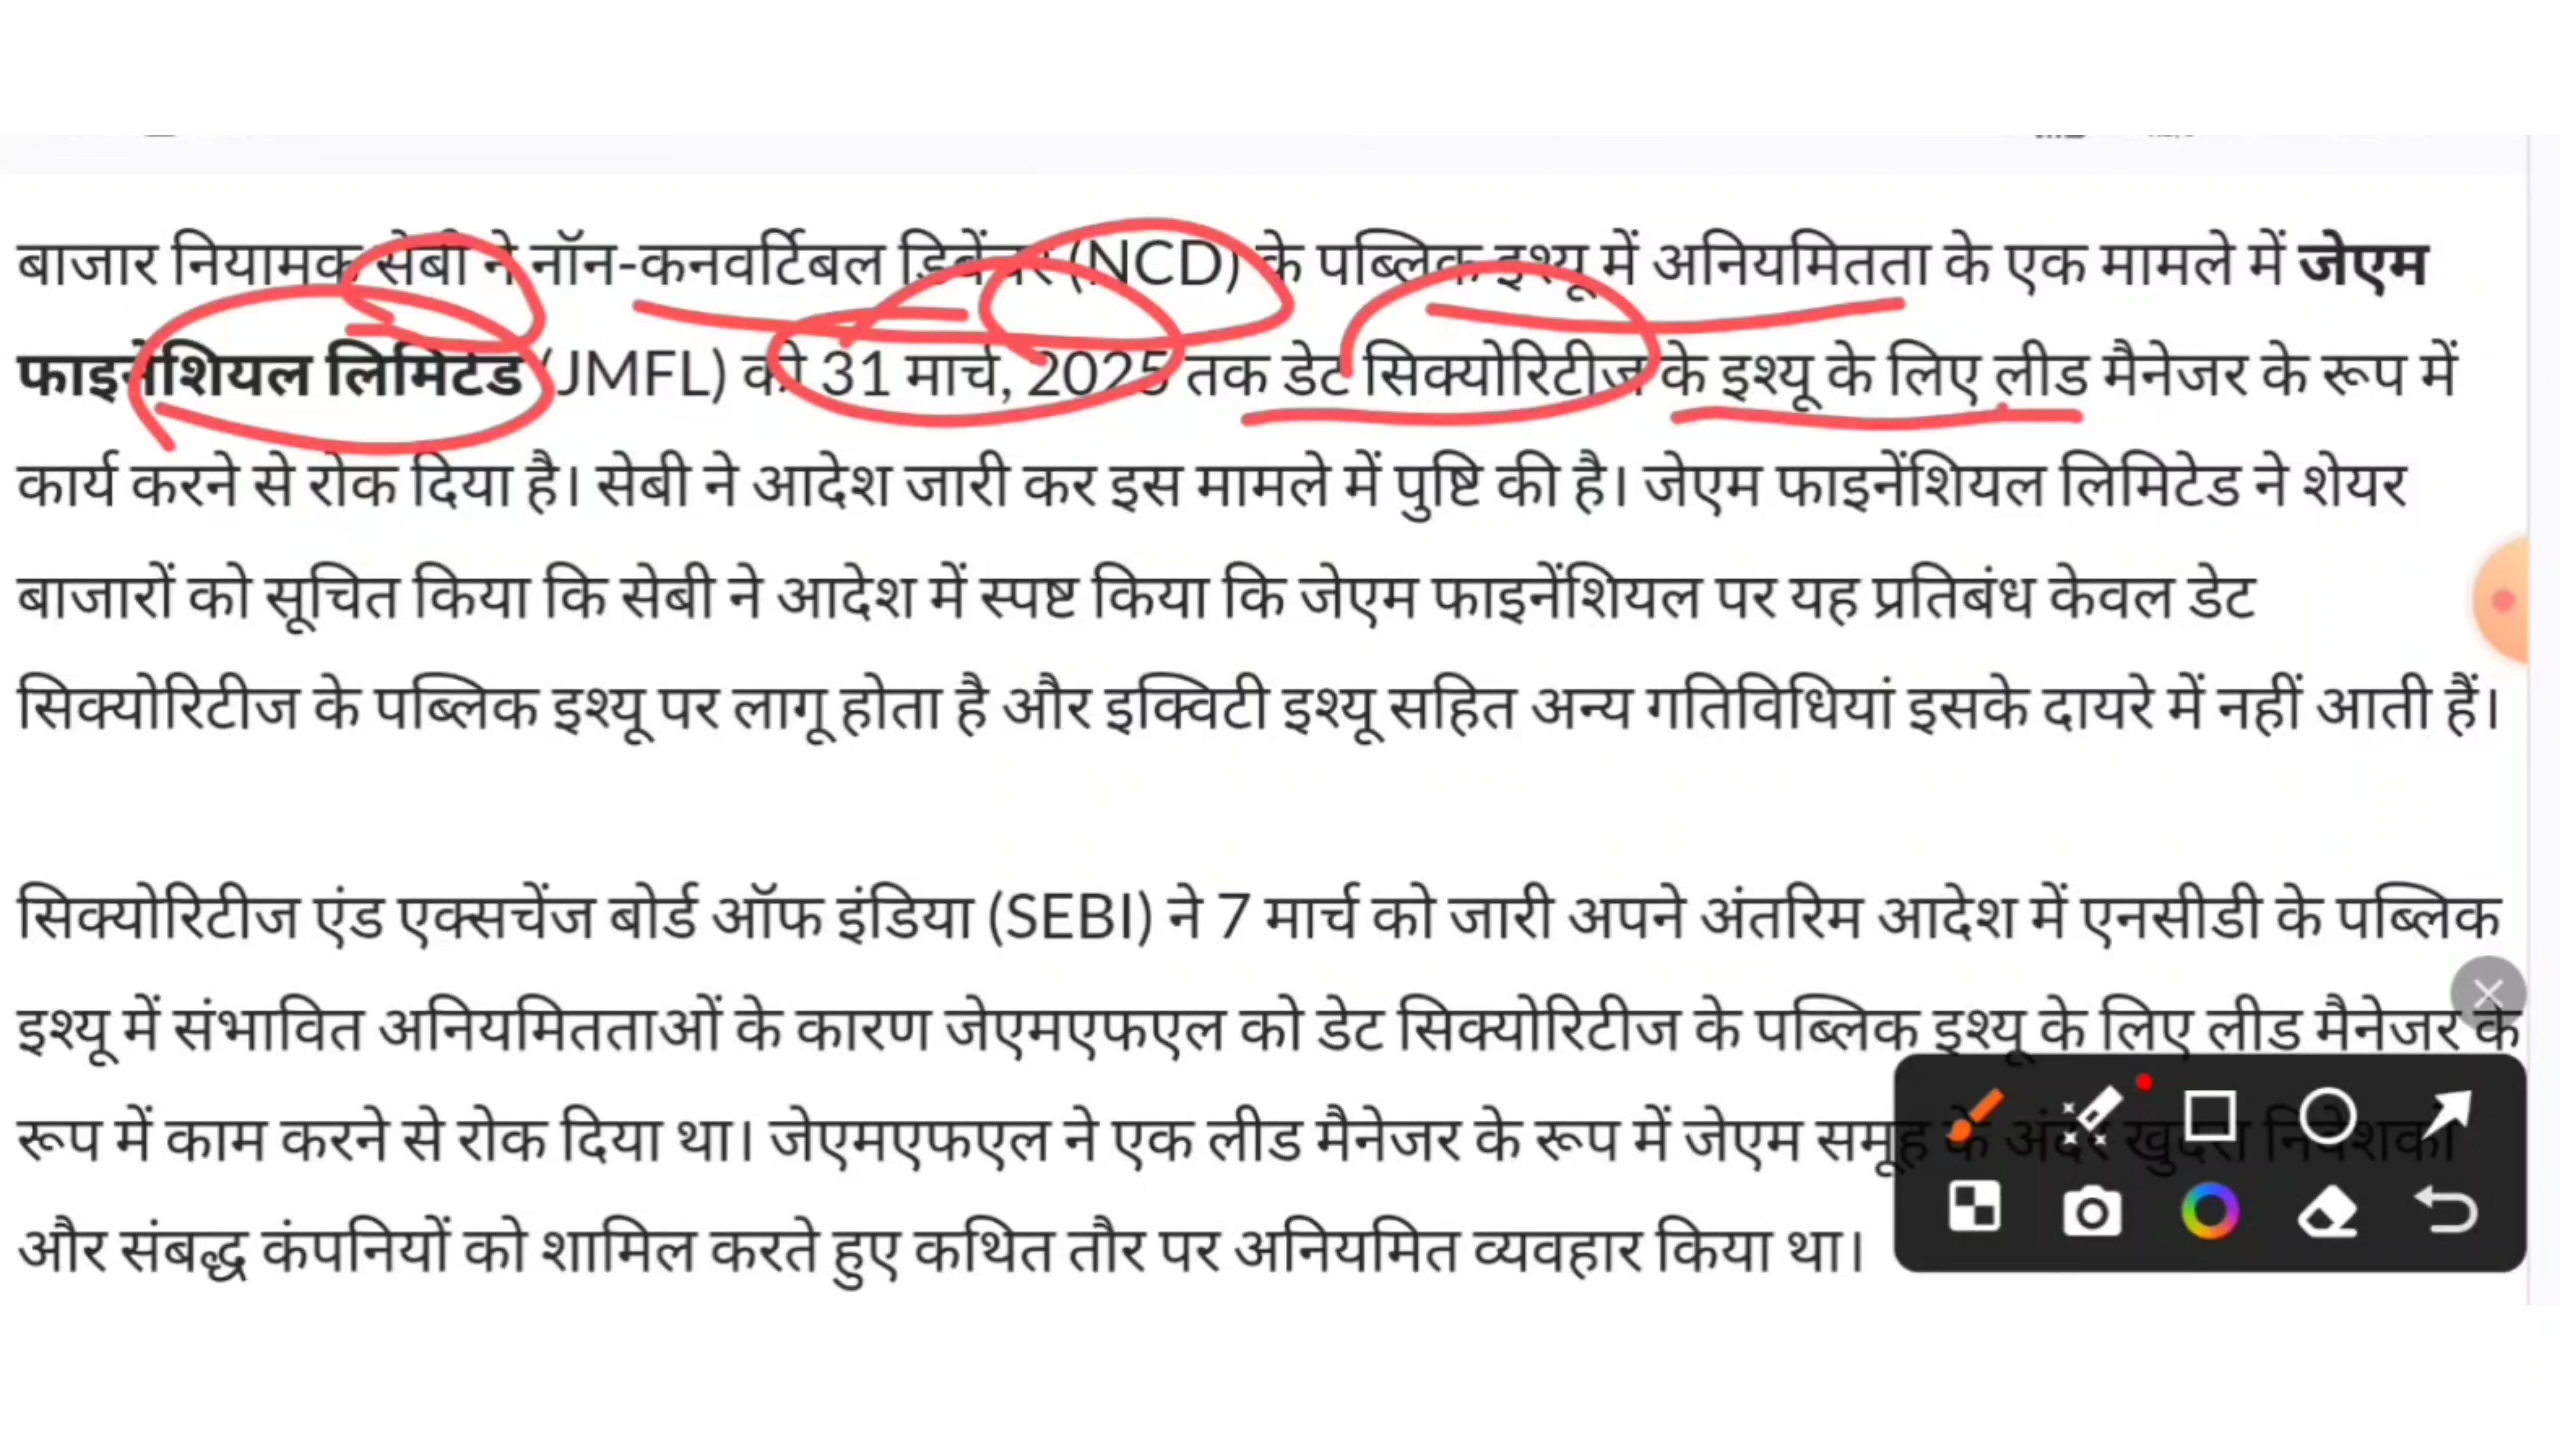 बाजार नियामक सेबी ने नॉन-कनवर्टिबल डिबेंचर (NCD) के पब्लिक इश्यू में अनियमितता के एक मामले में जेएम
फाइनेंशियल लिमिटेड (JMFL) को 31 मार्च, 2025 तक डेट सिक्योरिटीज के इश्यू के लिए लीड मैनेजर के रूप में
कार्य करने से रोक दिया है। सेबी ने आदेश जारी कर इस मामले में पुष्टि की है। जेएम फाइनेंशियल लिमिटेड ने शेयर
बाजारों को सूचित किया कि सेबी ने आदेश में स्पष्ट किया कि जेएम फाइनेंशियल पर यह प्रतिबंध केवल डेट
सिक्योरिटीज के पब्लिक इश्यू पर लागू होता है और इक्विटी इश्यू सहित अन्य गतिविधियां इसके दायरे में नहीं आती हैं।
सिक्योरिटीज एंड एक्सचेंज बोर्ड ऑफ इंडिया (SEBI) ने 7 मार्च को जारी अपने अंतरिम आदेश में एनसीडी के पब्लिक
इश्यू में संभावित अनियमितताओं के कारण जेएमएफएल को डेट सिक्योरिटीज के पब्लिक इश्यू के लिए लीड मैनेजर के
रूप में काम करने से रोक दिया था। जेएमएफएल ने एक लीड मैनेजर के रूप में जेएम समूह के अंदर खुदरा निवेशकों
और संबद्ध कंपनियों को शामिल करते हुए कथित तौर पर अनियमित व्यवहार किया था।